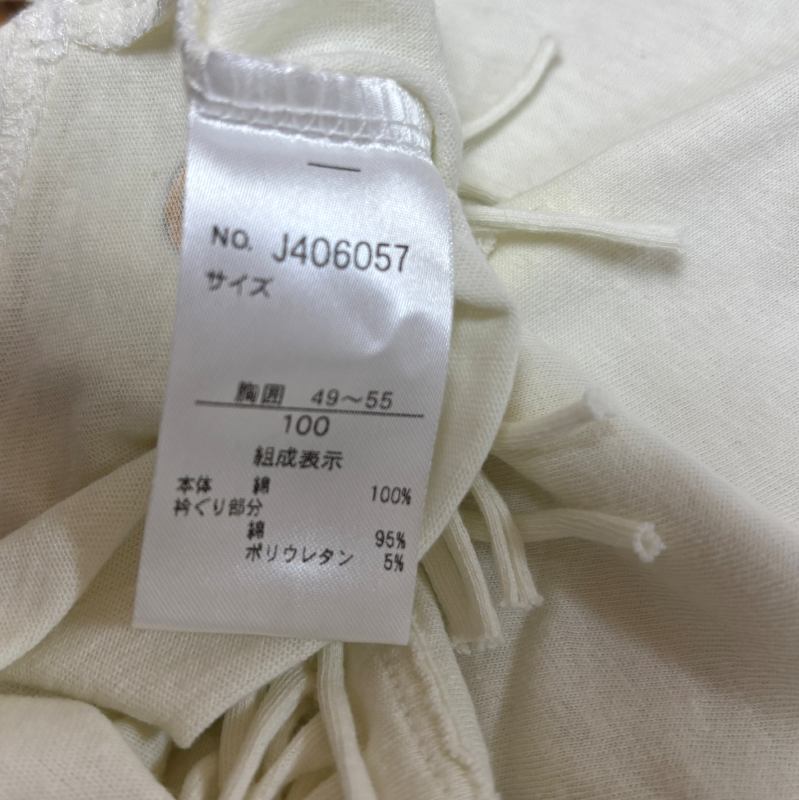 NO. J406057
サイズ
胸囲 49〜55
100
組成表示
本体 綿 100%
衿ぐり部分
綿 95%
ポリウレタン 5%